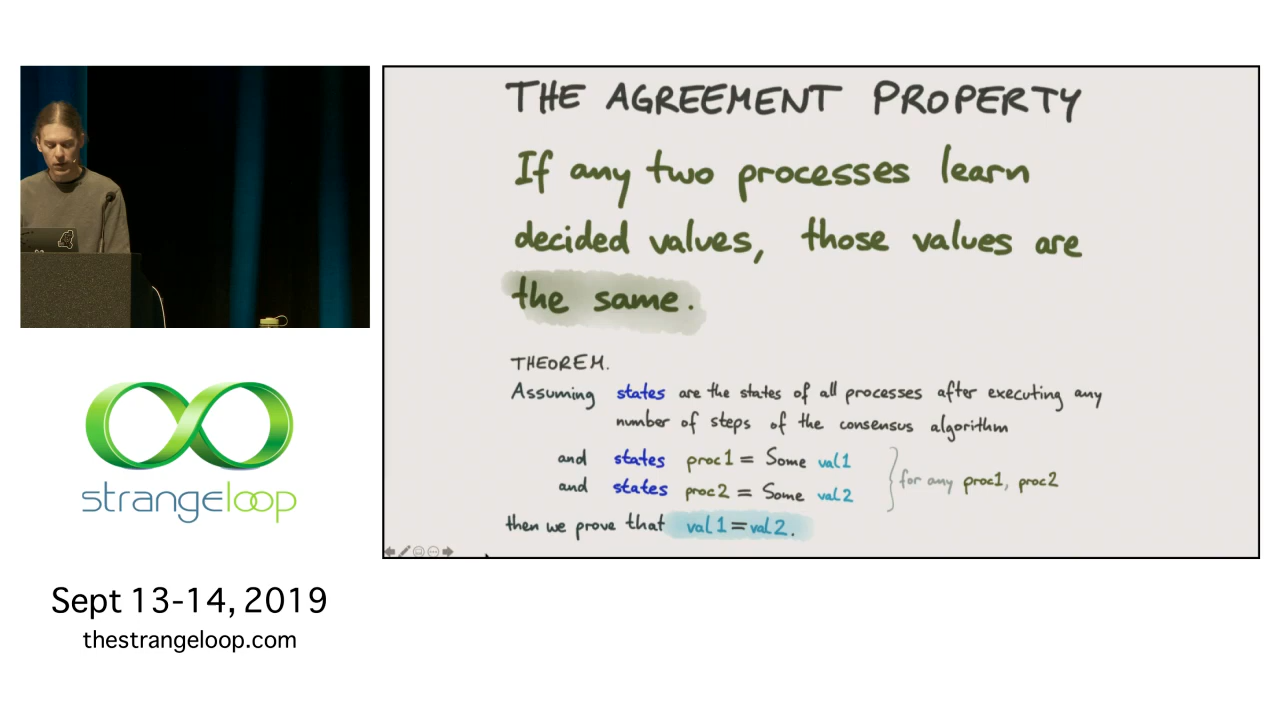 THE AGREEMENT PROPERTY
If any two processes learn
decided values, those values are
the same.
THEOREM.
Assuming states are the states of all processes after executing any
number of steps of the consensus algorithm
and states proc1 = Some val1
and states proc2 = Some val2
for any proc1, proc2
then we prove that val1 = val2.
strangeloop
Sept 13-14, 2019
thestrangeloop.com